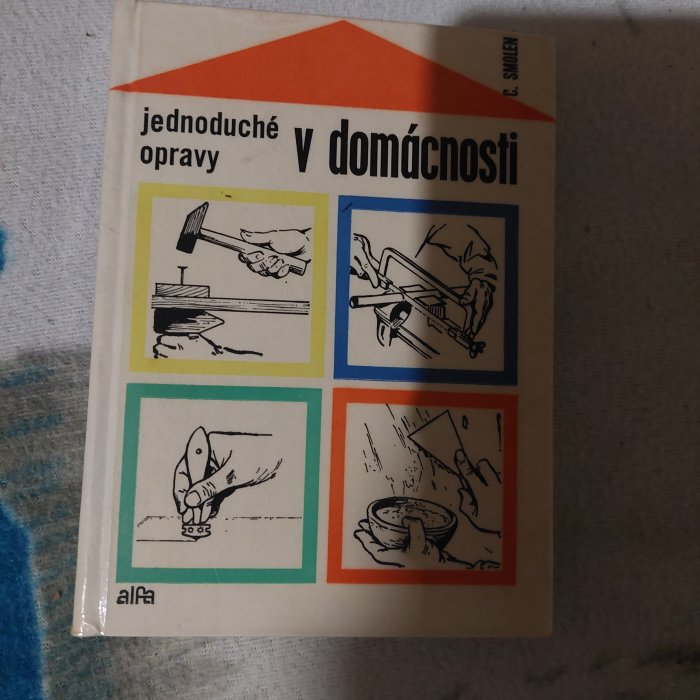 C. SMOLEN
jednoduché
opravy
v domácnosti
alfa